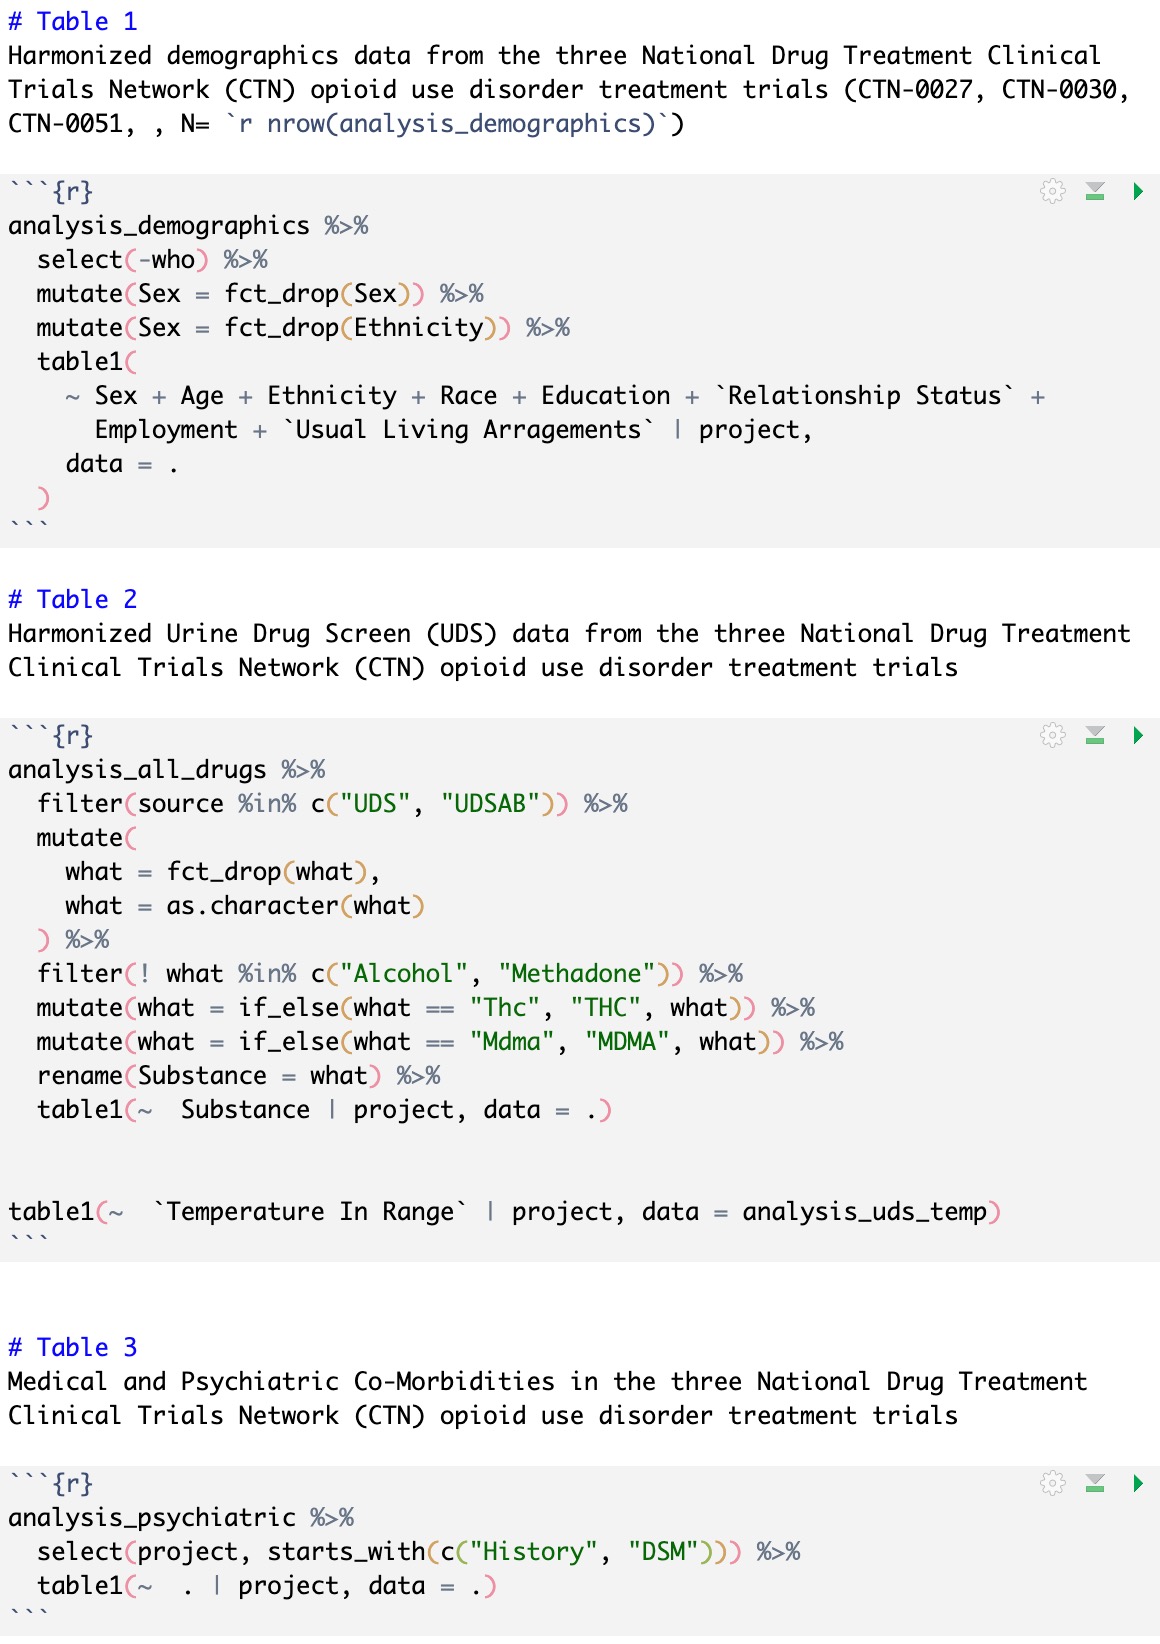 # Table 1
Harmonized demographics data from the three National Drug Treatment Clinical
Trials Network (CTN) opioid use disorder treatment trials (CTN-0027, CTN-0030,
CTN-0051, , N= `r nrow(analysis_demographics)`)
```{r}
analysis_demographics %>%
  select(-who) %>%
  mutate(Sex = fct_drop(Sex)) %>%
  mutate(Sex = fct_drop(Ethnicity)) %>%
  table1(
    ~ Sex + Age + Ethnicity + Race + Education + `Relationship Status` +
      Employment + `Usual Living Arragements` | project,
    data = .
  )
```
# Table 2
Harmonized Urine Drug Screen (UDS) data from the three National Drug Treatment
Clinical Trials Network (CTN) opioid use disorder treatment trials
```{r}
analysis_all_drugs %>%
  filter(source %in% c("UDS", "UDSAB")) %>%
  mutate(
    what = fct_drop(what),
    what = as.character(what)
  ) %>%
  filter(! what %in% c("Alcohol", "Methadone")) %>%
  mutate(what = if_else(what == "Thc", "THC", what)) %>%
  mutate(what = if_else(what == "Mdma", "MDMA", what)) %>%
  rename(Substance = what) %>%
  table1(~  Substance | project, data = .)
table1(~  `Temperature In Range` | project, data = analysis_uds_temp)
```
# Table 3
Medical and Psychiatric Co-Morbidities in the three National Drug Treatment
Clinical Trials Network (CTN) opioid use disorder treatment trials
```{r}
analysis_psychiatric %>%
  select(project, starts_with(c("History", "DSM"))) %>%
  table1(~  . | project, data = .)
```